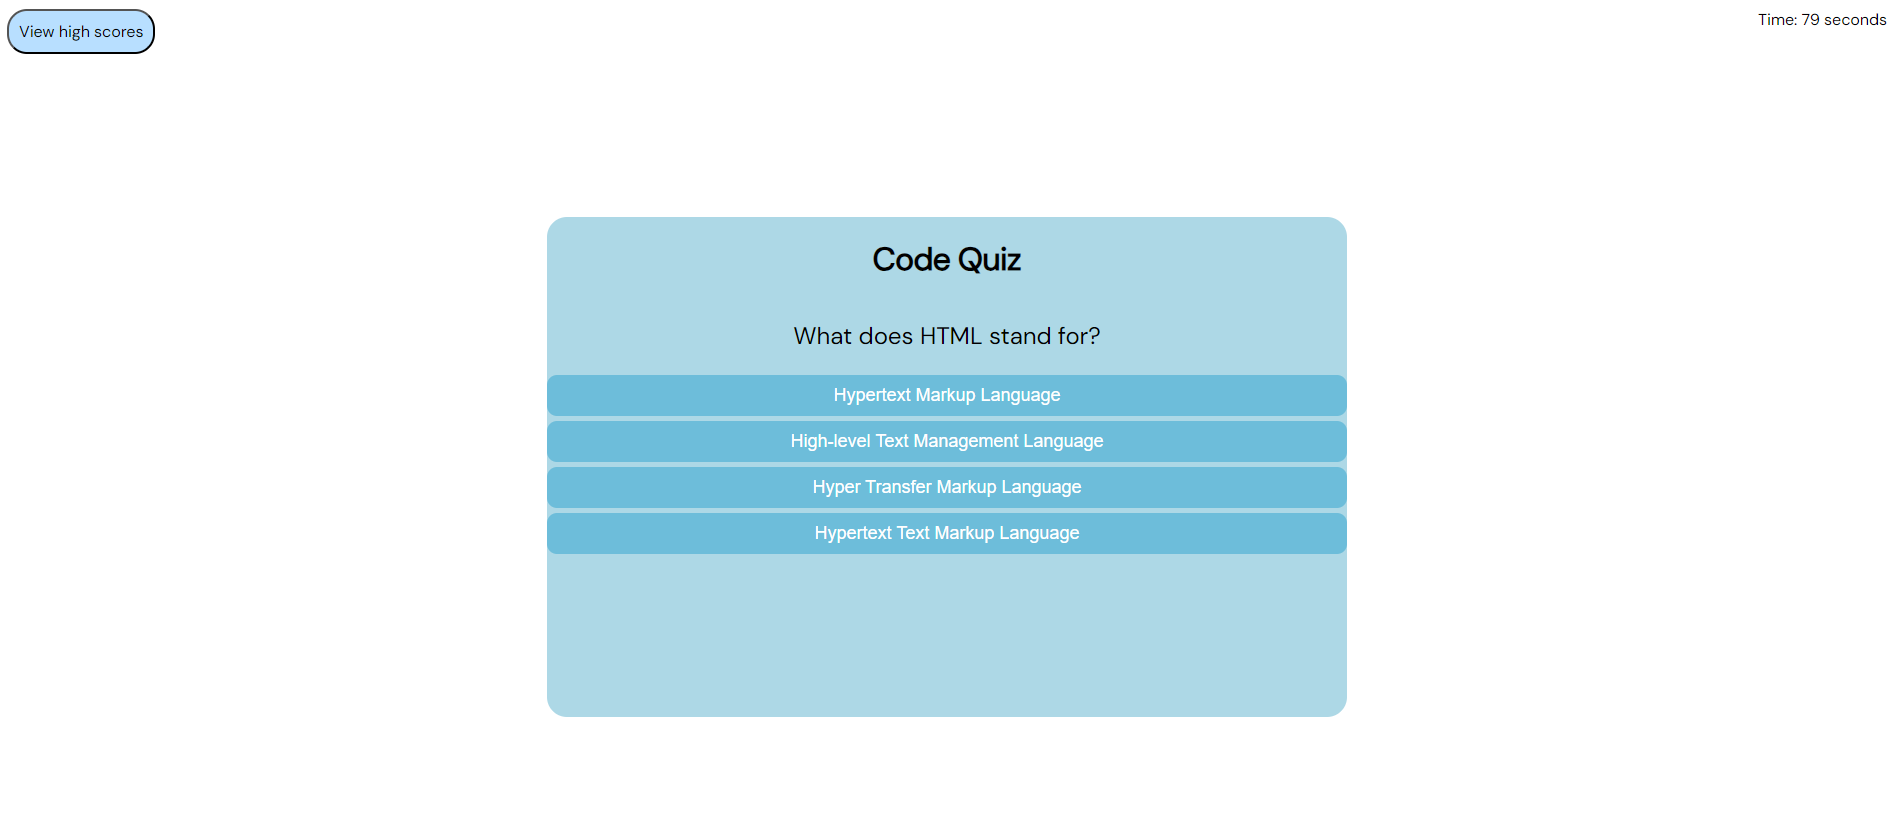 View high scores
Time: 79 seconds
Code Quiz
What does HTML stand for?
Hypertext Markup Language
High-level Text Management Language
Hyper Transfer Markup Language
Hypertext Text Markup Language